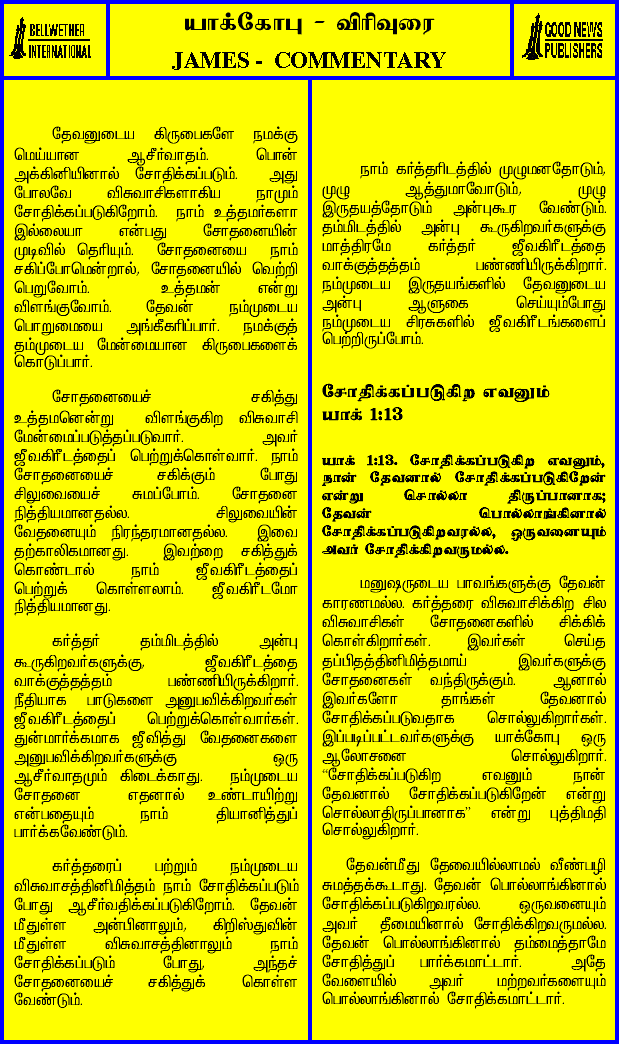 BELLWETHER
INTERNATIONAL
யாக்கோபு - விரிவுரை
JAMES - COMMENTARY
GOOD NEWS
PUBLISHERS
தேவனுடைய கிருபைகளே நமக்கு
மெய்யான ஆசீர்வாதம். பொன்
அக்கினியினால் சோதிக்கப்படும். அது
போலவே விசுவாசிகளாகிய நாமும்
சோதிக்கப்படுகிறோம். நாம் உத்தமர்களா
இல்லையா என்பது சோதனையின்
முடிவில் தெரியும். சோதனையை நாம்
சகிப்போமென்றால், சோதனையில் வெற்றி
பெறுவோம். உத்தமன் என்று
விளங்குவோம். தேவன் நம்முடைய
பொறுமையை அங்கீகரிப்பார். நமக்குத்
தம்முடைய மேன்மையான கிருபைகளைக்
கொடுப்பார்.
சோதனையைச் சகித்து
உத்தமனென்று விளங்குகிற விசுவாசி
மேன்மைப்படுத்தப்படுவார். அவர்
ஜீவகிரீடத்தைப் பெற்றுக்கொள்வார். நாம்
சோதனையைச் சகிக்கும் போது
சிலுவையைச் சுமப்போம். சோதனை
நித்தியமானதல்ல. சிலுவையின்
வேதனையும் நிரந்தரமானதல்ல. இவை
தற்காலிகமானது. இவற்றை சகித்துக்
கொண்டால் நாம் ஜீவகிரீடத்தைப்
பெற்றுக் கொள்ளலாம். ஜீவகிரீடமோ
நித்தியமானது.
கர்த்தர் தம்மிடத்தில் அன்பு
கூருகிறவர்களுக்கு, ஜீவகிரீடத்தை
வாக்குத்தத்தம் பண்ணியிருக்கிறார்.
நீதியாக பாடுகளை அனுபவிக்கிறவர்கள்
ஜீவகிரீடத்தைப் பெற்றுக்கொள்வார்கள்.
துன்மார்க்கமாக ஜீவித்து வேதனைகளை
அனுபவிக்கிறவர்களுக்கு ஒரு
ஆசீர்வாதமும் கிடைக்காது. நம்முடைய
சோதனை எதனால் உண்டாயிற்று
என்பதையும் நாம் தியானித்துப்
பார்க்கவேண்டும்.
கர்த்தரைப் பற்றும் நம்முடைய
விசுவாசத்தினிமித்தம் நாம் சோதிக்கப்படும்
போது ஆசீர்வதிக்கப்படுகிறோம். தேவன்
மீதுள்ள அன்பினாலும், கிறிஸ்துவின்
மீதுள்ள விசுவாசத்தினாலும் நாம்
சோதிக்கப்படும் போது, அந்தச்
சோதனையைச் சகித்துக் கொள்ள
வேண்டும்.
நாம் கர்த்தரிடத்தில் முழுமனதோடும்,
முழு ஆத்துமாவோடும், முழு
இருதயத்தோடும் அன்புகூர வேண்டும்.
தம்மிடத்தில் அன்பு கூருகிறவர்களுக்கு
மாத்திரமே கர்த்தர் ஜீவகிரீடத்தை
வாக்குத்தத்தம் பண்ணியிருக்கிறார்.
நம்முடைய இருதயங்களில் தேவனுடைய
அன்பு ஆளுகை செய்யும்போது
நம்முடைய சிரசுகளில் ஜீவகிரீடங்களைப்
பெற்றிருப்போம்.
சோதிக்கப்படுகிற எவனும்
யாக் 1:13
யாக் 1:13. சோதிக்கப்படுகிற எவனும்,
நான் தேவனால் சோதிக்கப்படுகிறேன்
என்று சொல்லா திருப்பானாக;
தேவன் பொல்லாங்கினால்
சோதிக்கப்படுகிறவரல்ல, ஒருவனையும்
அவர் சோதிக்கிறவருமல்ல.
மனுஷருடைய பாவங்களுக்கு தேவன்
காரணமல்ல. கர்த்தரை விசுவாசிக்கிற சில
விசுவாசிகள் சோதனைகளில் சிக்கிக்
கொள்கிறார்கள். இவர்கள் செய்த
தப்பிதத்தினிமித்தமாய் இவர்களுக்கு
சோதனைகள் வந்திருக்கும். ஆனால்
இவர்களோ தாங்கள் தேவனால்
சோதிக்கப்படுவதாக சொல்லுகிறார்கள்.
இப்படிப்பட்டவர்களுக்கு யாக்கோபு ஒரு
ஆலோசனை சொல்லுகிறார்.
“சோதிக்கப்படுகிற எவனும் நான்
தேவனால் சோதிக்கப்படுகிறேன் என்று
சொல்லாதிருப்பானாக” என்று புத்திமதி
சொல்லுகிறார்.
தேவன்மீது தேவையில்லாமல் வீண்பழி
சுமத்தக்கூடாது. தேவன் பொல்லாங்கினால்
சோதிக்கப்படுகிறவரல்ல. ஒருவனையும்
அவர் தீமையினால் சோதிக்கிறவருமல்ல.
தேவன் பொல்லாங்கினால் தம்மைத்தாமே
சோதித்துப் பார்க்கமாட்டார். அதே
வேளையில் அவர் மற்றவர்களையும்
பொல்லாங்கினால் சோதிக்கமாட்டார்.